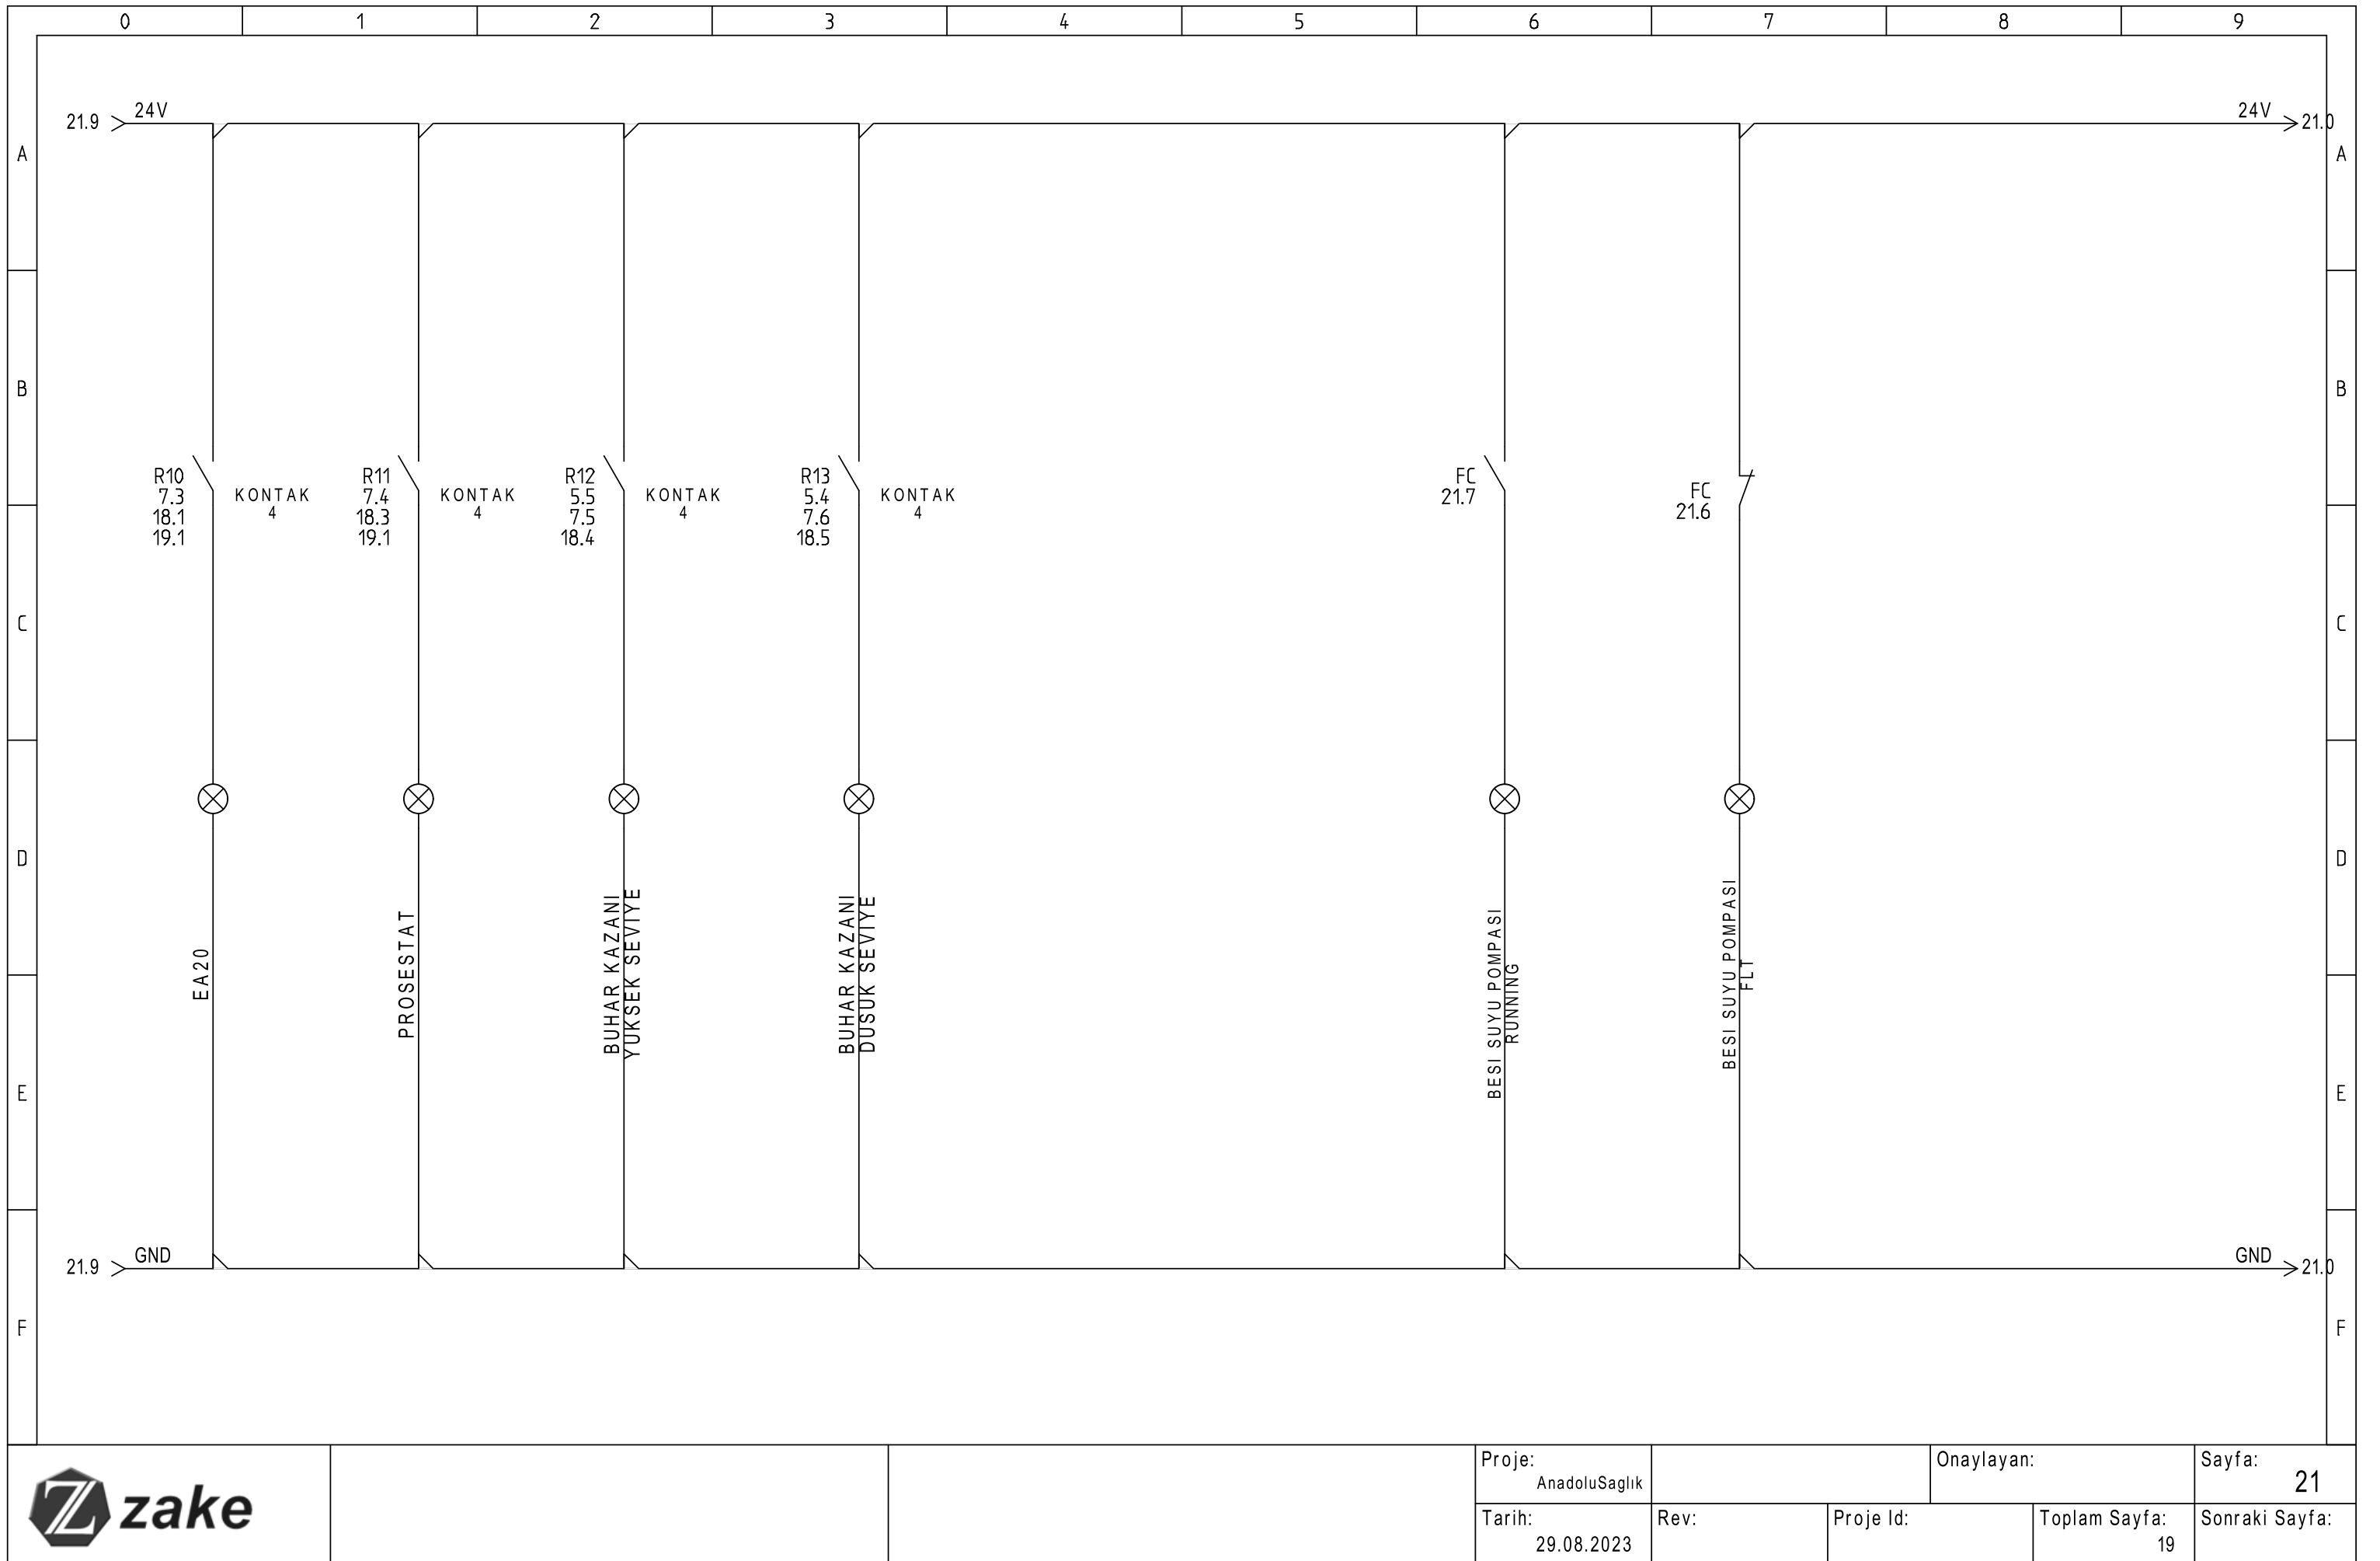 0 1 2 3 4 5 6 7 8 9
21.9 24V 24V 21.0
A A
B B
R10 R11 R12 R13 FC
7.3 KONTAK 7.4 KONTAK 5.5 KONTAK 5.4 KONTAK 21.7 FC
18.1 4 18.3 4 7.5 4 7.6 4 21.6
19.1 19.1 18.4 18.5
C C
D D
EA20
PROSESTAT
BUHAR KAZANI
YUKSEK SEVIYE
BUHAR KAZANI
DUSUK SEVIYE
BESI SUYU POMPASI
RUNNING
BESI SUYU POMPASI
FLT
E E
21.9 GND GND 21.0
F F
zake
Proje:
AnadoluSaglık
Onaylayan:
Sayfa:
21
Tarih:
29.08.2023
Rev:
Proje Id:
Toplam Sayfa:
19
Sonraki Sayfa: